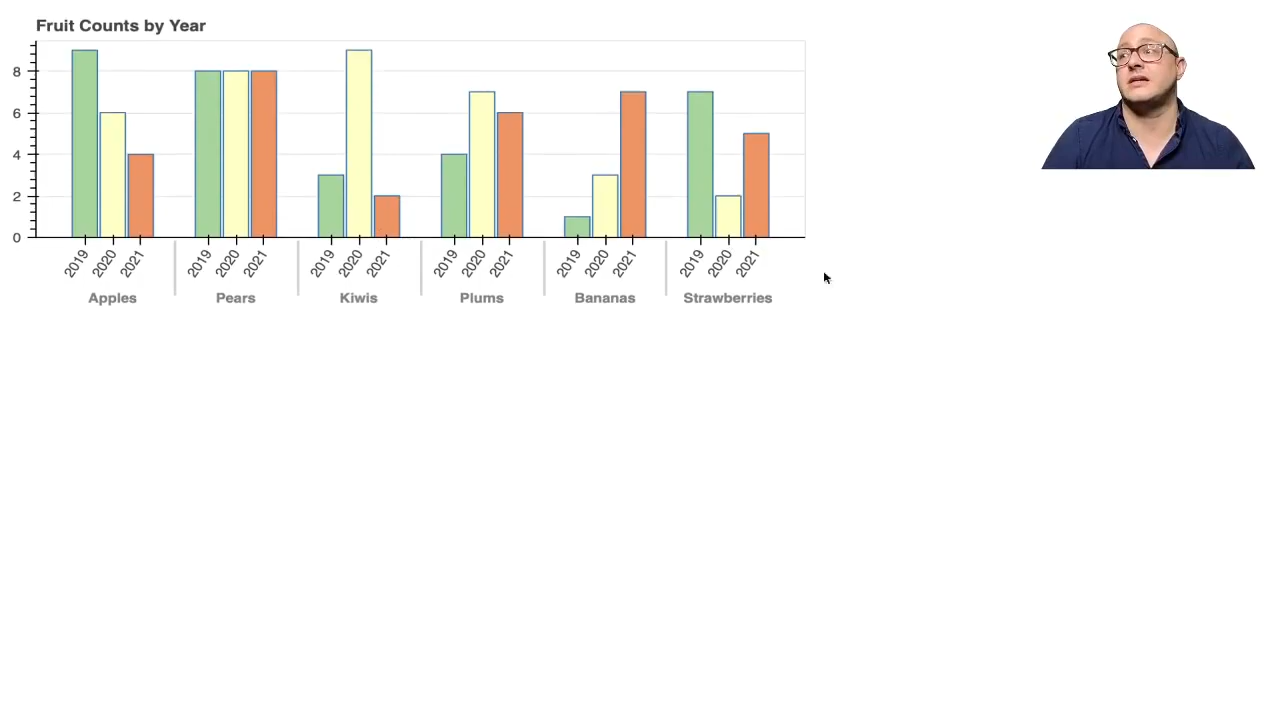 Fruit Counts by Year
8
6
4
2
0
2019 2020 2021 2019 2020 2021 2019 2020 2021 2019 2020 2021 2019 2020 2021 2019 2020 2021
Apples Pears Kiwis Plums Bananas Strawberries